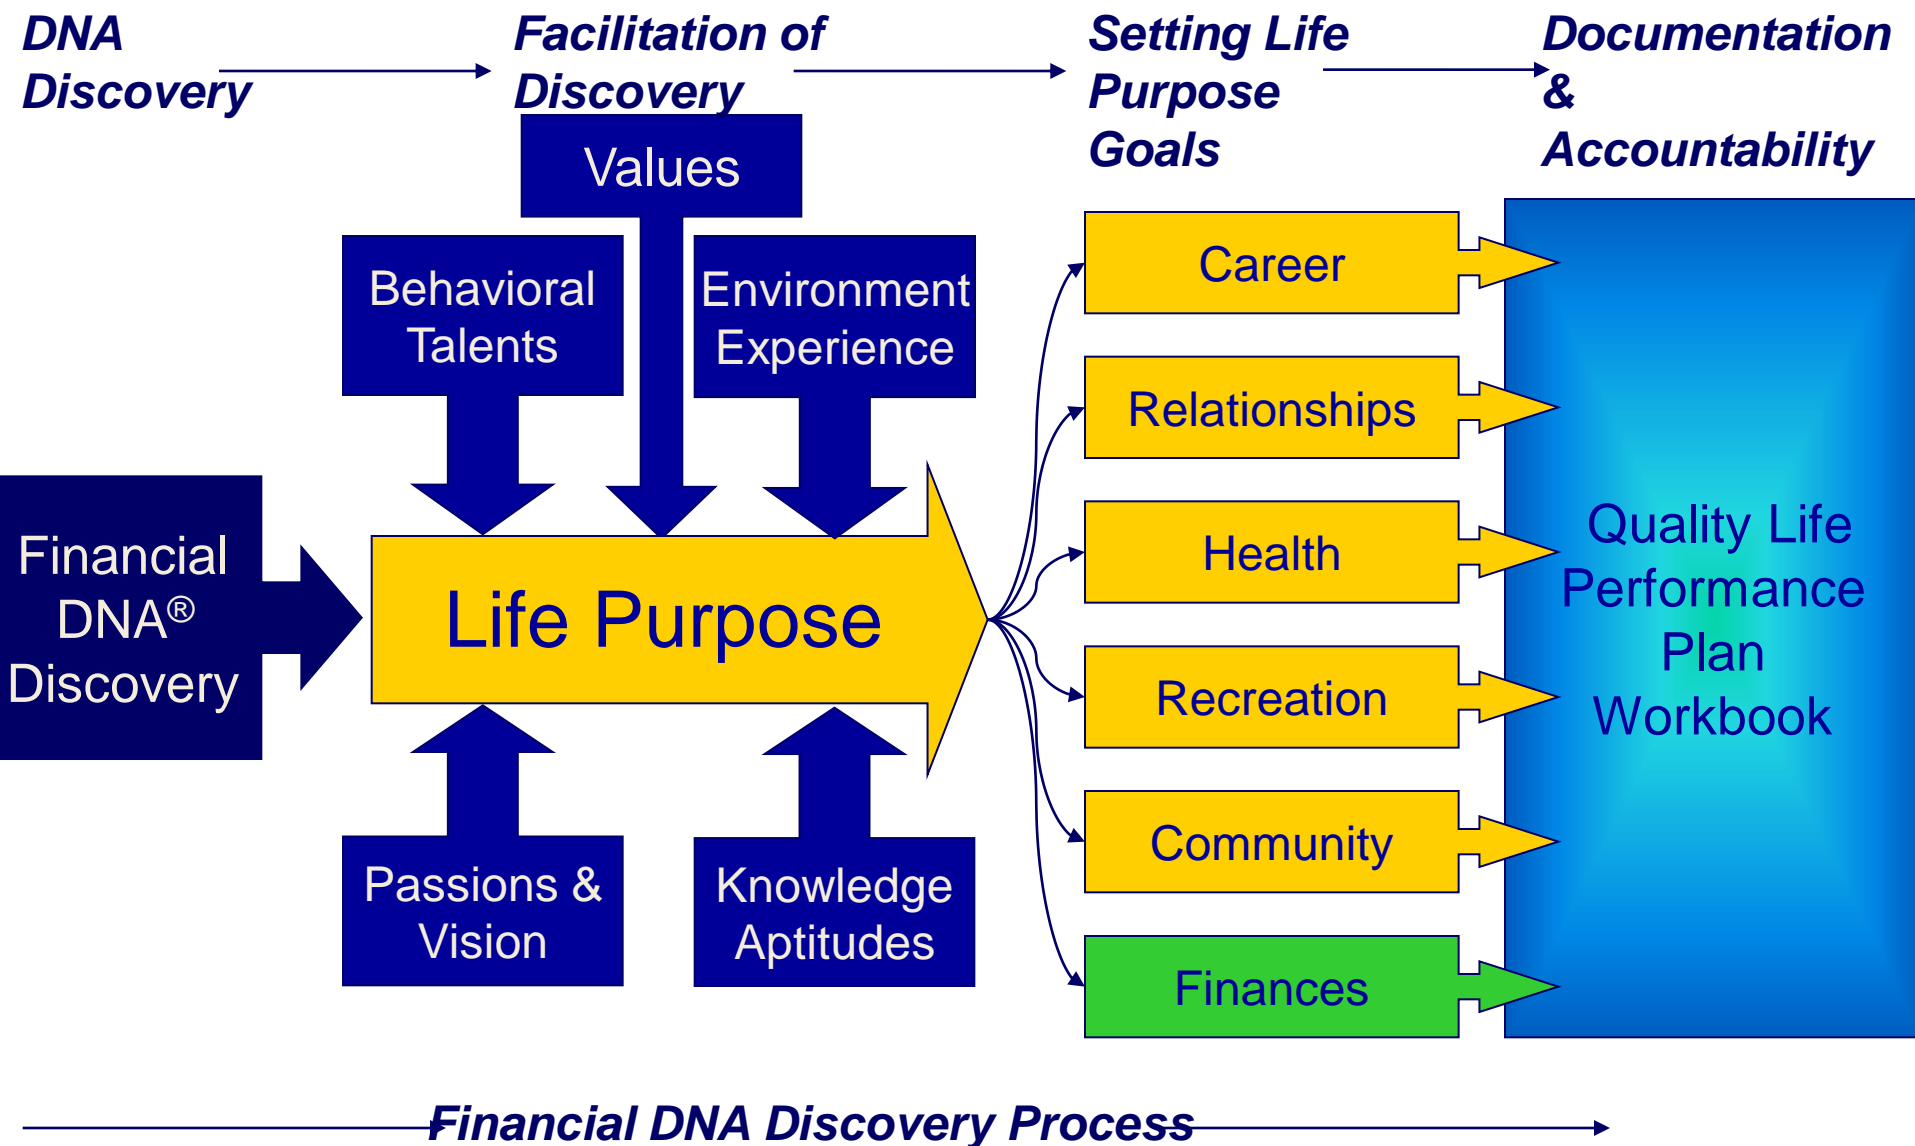 DNA
Discovery
Facilitation of
Discovery
Setting Life
Purpose
Goals
Documentation
&
Accountability
Values
Behavioral
Talents
Environment
Experience
Financial
DNA®
Discovery
Life Purpose
Passions &
Vision
Knowledge
Aptitudes
Career
Relationships
Health
Recreation
Community
Finances
Quality Life
Performance
Plan
Workbook
Financial DNA Discovery Process